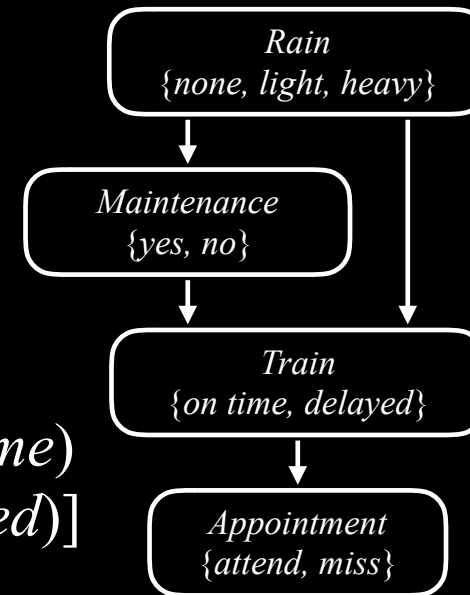 Rain
{none, light, heavy}
Maintenance
{yes, no}
Train
{on time, delayed}
Appointment
{attend, miss}